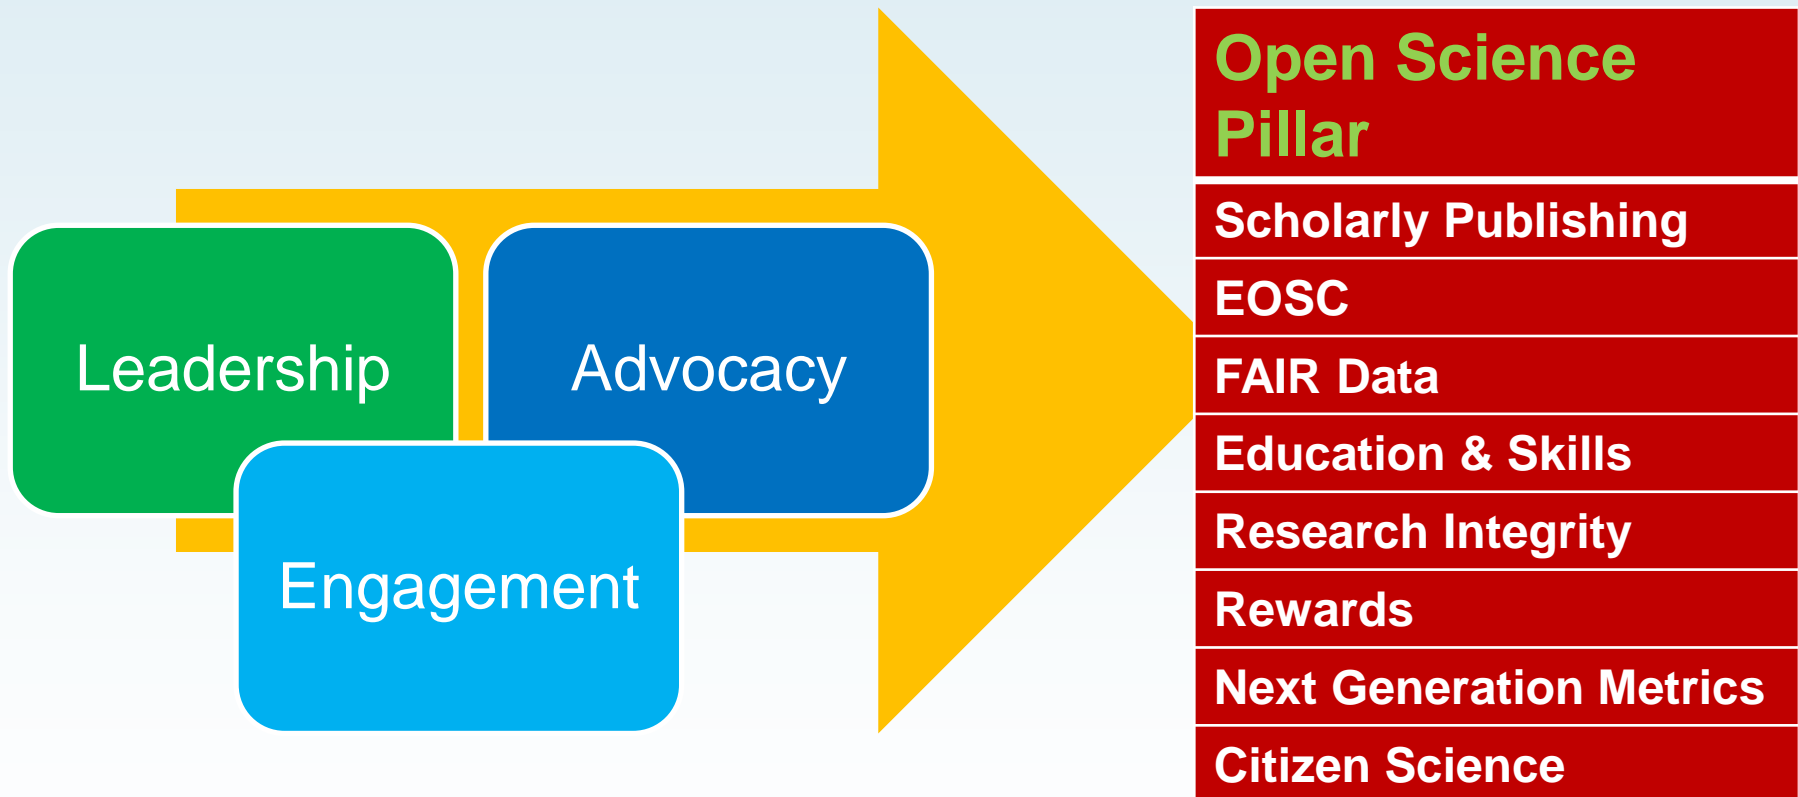 Leadership
Advocacy
Engagement
Open Science
Pillar
Scholarly Publishing
EOSC
FAIR Data
Education & Skills
Research Integrity
Rewards
Next Generation Metrics
Citizen Science